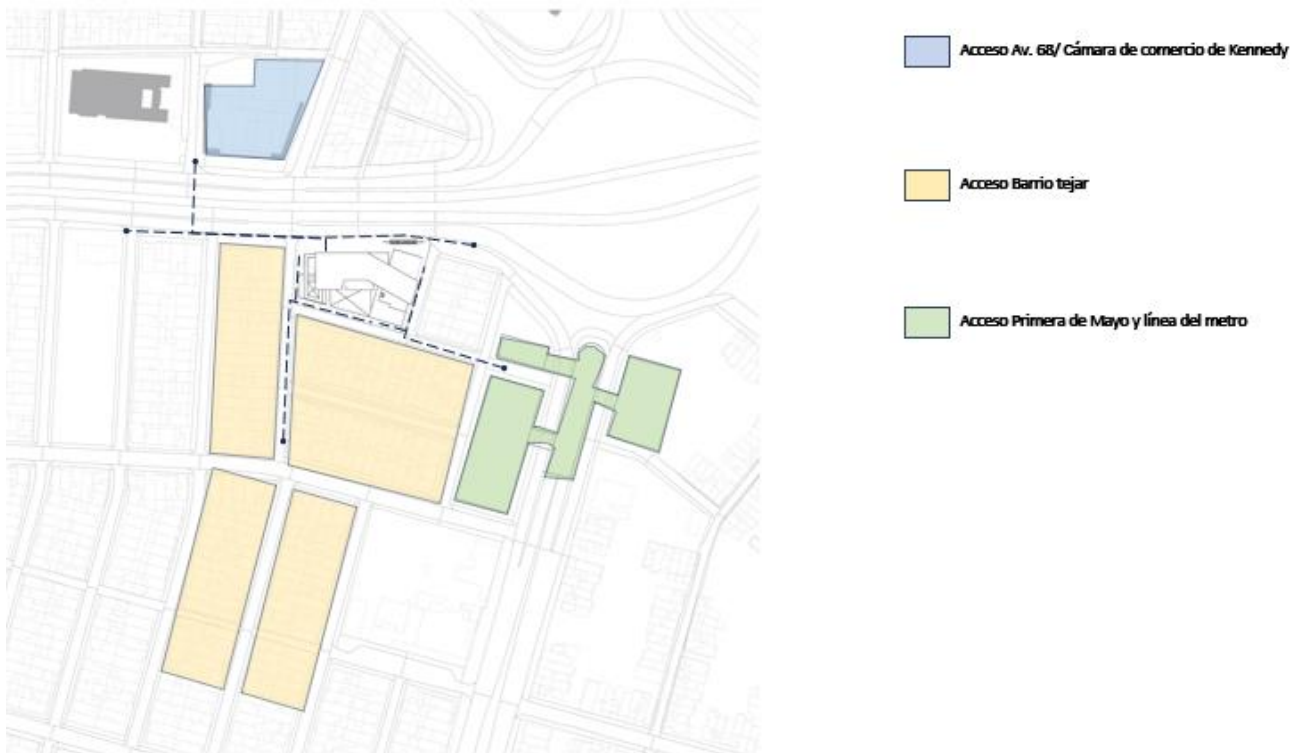 Acceso Av. 68/ Cámara de comercio de Kennedy
Acceso Barrio tejar
Acceso Primera de Mayo y línea del metro